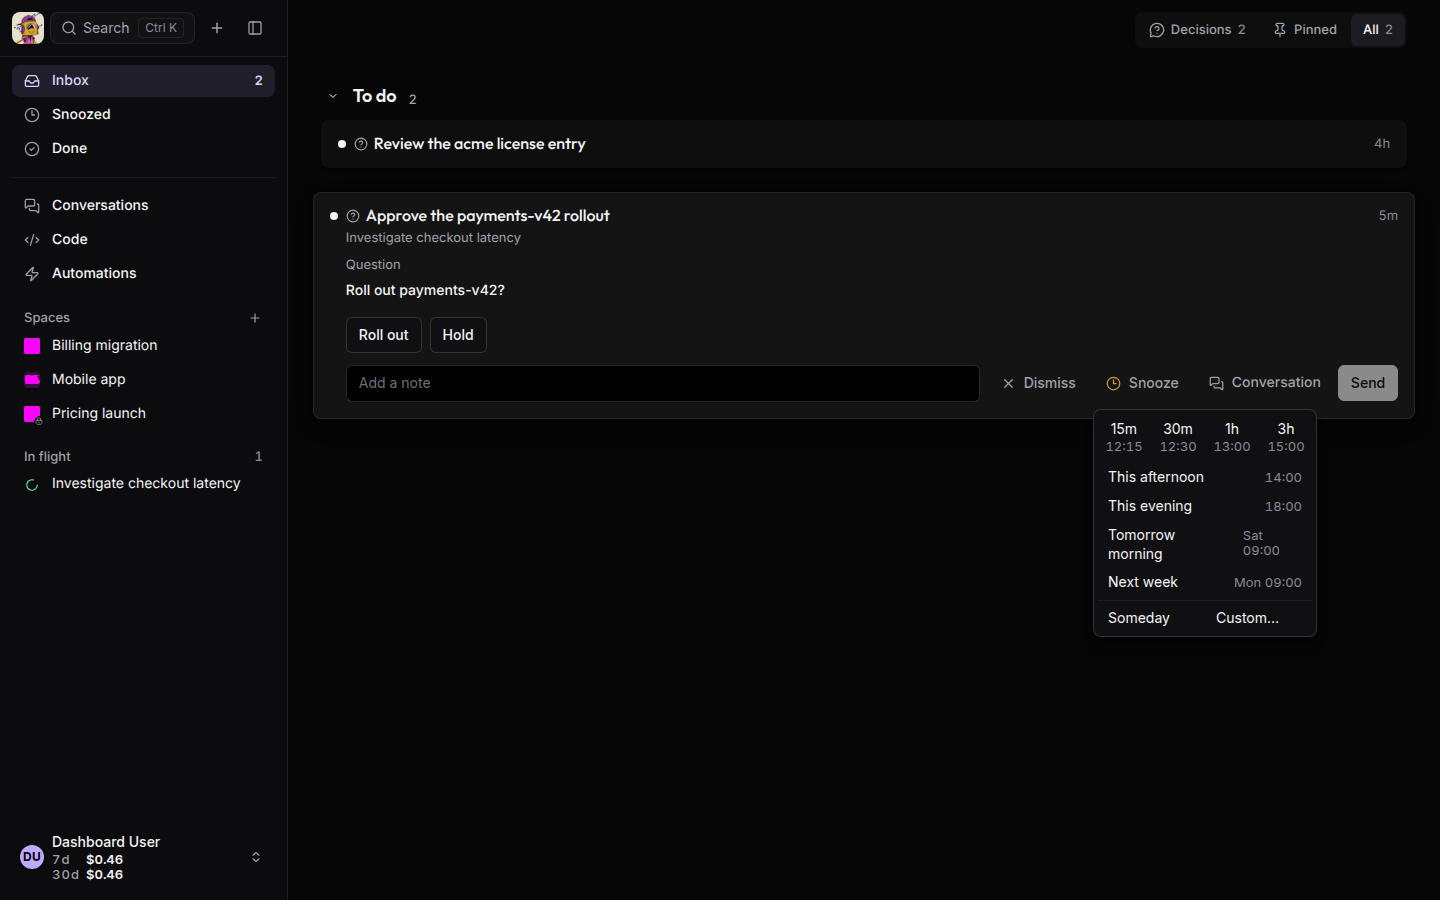 Search Ctrl K
Decisions 2 Pinned All 2
Inbox 2
Snoozed
Done
Conversations
Code
Automations
Spaces
Billing migration
Mobile app
Pricing launch
In flight 1
Investigate checkout latency
Dashboard User
DU
7d $0.46
30d $0.46
To do 2
Review the acme license entry 4h
Approve the payments-v42 rollout 5m
Investigate checkout latency
Question
Roll out payments-v42?
Roll out Hold
Add a note Dismiss Snooze Conversation Send
15m 30m 1h 3h
12:15 12:30 13:00 15:00
This afternoon 14:00
This evening 18:00
Tomorrow morning Sat 09:00
Next week Mon 09:00
Someday Custom...